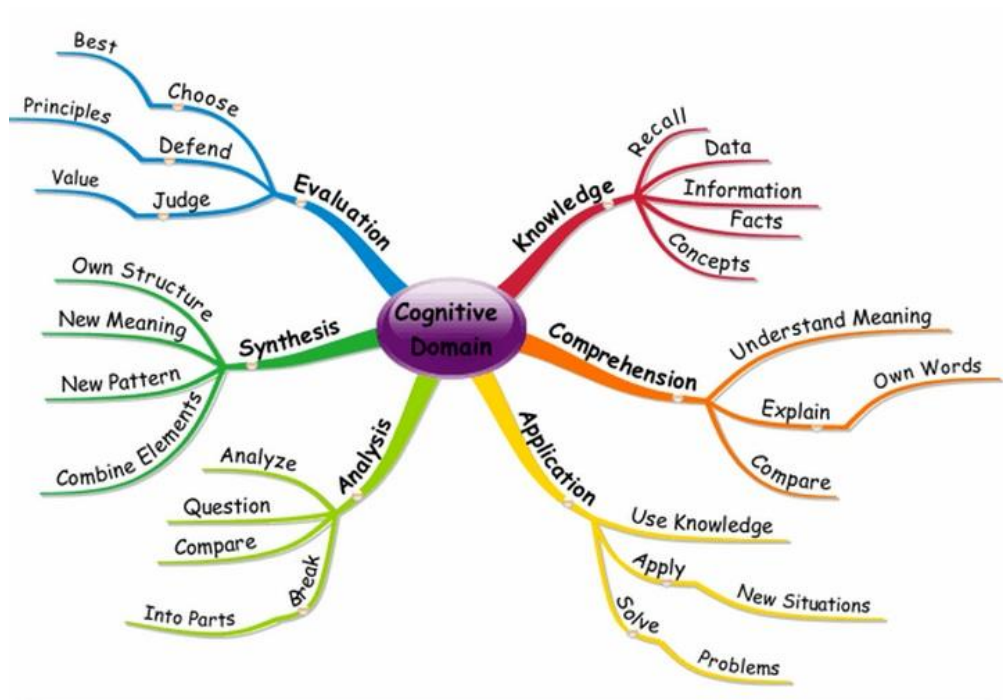 Cognitive
Domain
Knowledge
Recall
Data
Information
Facts
Concepts
Comprehension
Understand Meaning
Explain
Own Words
Compare
Application
Use Knowledge
Apply
New Situations
Solve
Problems
Analysis
Analyze
Question
Compare
Break
Into Parts
Synthesis
Own Structure
New Meaning
New Pattern
Combine Elements
Evaluation
Choose
Best
Defend
Principles
Judge
Value